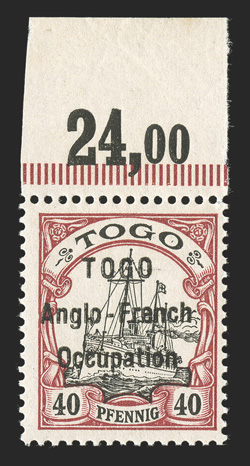 24,00
TOGO
TOGO
Anglo-French
Occupation
40 PFENNIG 40